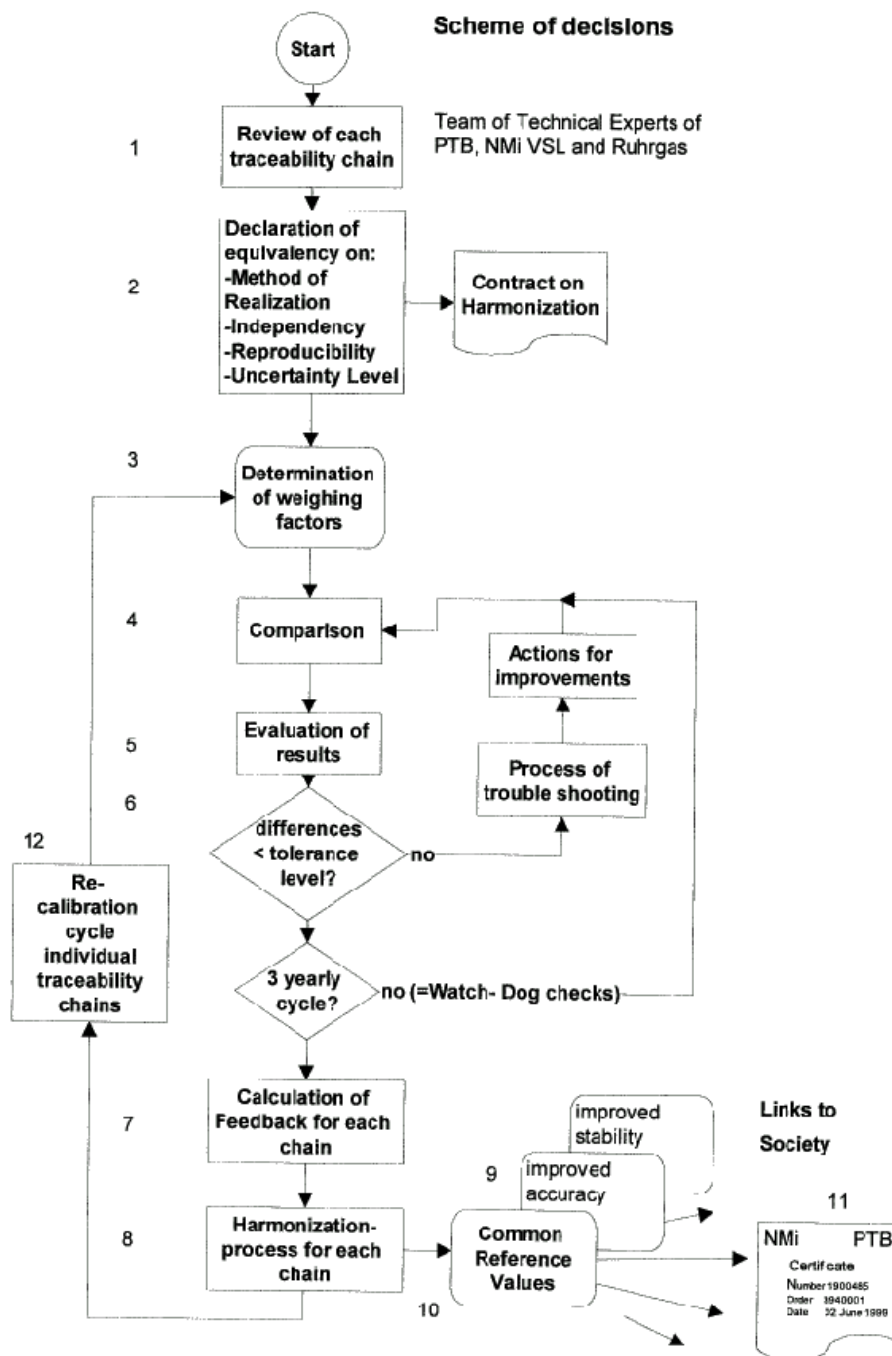 Scheme of decisions
Start
1
Review of each
traceability chain
Team of Technical Experts of
PTB, NMi VSL and Ruhrgas
2
Declaration of
equivalency on:
-Method of
Realization
-Independency
-Reproducibility
-Uncertainty Level
Contract on
Harmonization
3
Determination
of weighing
factors
4
Comparison
Actions for
improvements
5
Evaluation of
results
Process of
trouble shooting
6
differences
< tolerance
level?
no
12
Re-
calibration
cycle
individual
traceability
chains
3 yearly
cycle?
no (=Watch- Dog checks)
7
Calculation of
Feedback for each
chain
improved
stability
Links to
Society
9
improved
accuracy
8
Harmonization-
process for each
chain
Common
Reference
Values
10
11
NMi PTB
Certificate
Number 1900485
Order 3940001
Date 02 June 1999